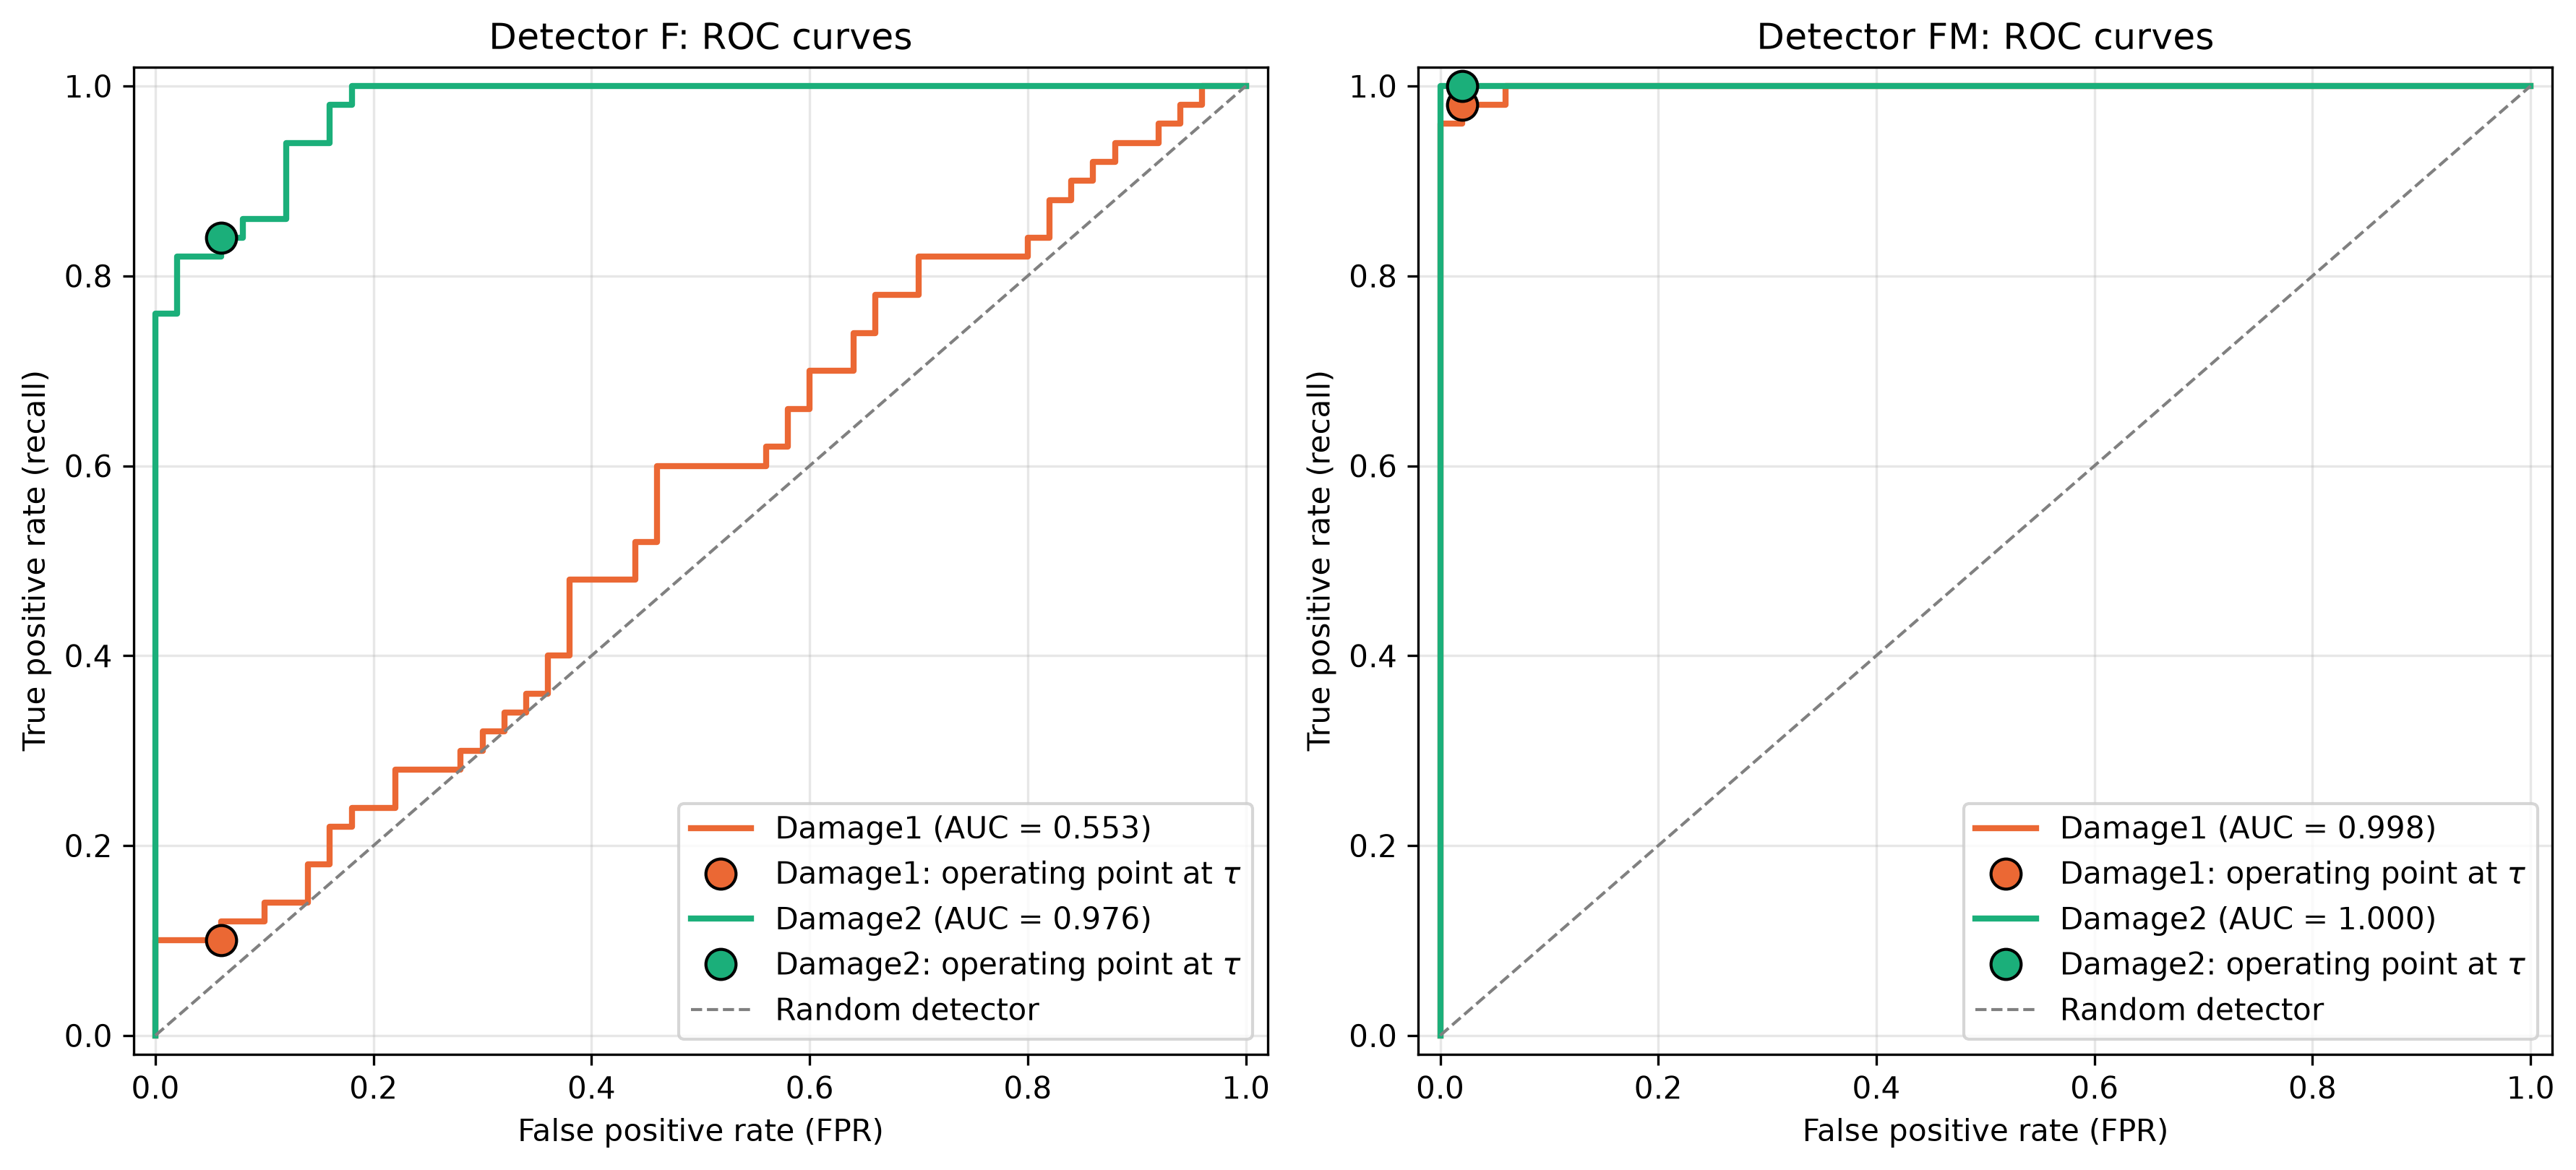 Detector F: ROC curves
True positive rate (recall)
1.0
0.8
0.6
0.4
0.2
0.0
Damage1 (AUC = 0.553)
Damage1: operating point at τ
Damage2 (AUC = 0.976)
Damage2: operating point at τ
Random detector
0.0 0.2 0.4 0.6 0.8 1.0
False positive rate (FPR)
Detector FM: ROC curves
True positive rate (recall)
1.0
0.8
0.6
0.4
0.2
0.0
Damage1 (AUC = 0.998)
Damage1: operating point at τ
Damage2 (AUC = 1.000)
Damage2: operating point at τ
Random detector
0.0 0.2 0.4 0.6 0.8 1.0
False positive rate (FPR)